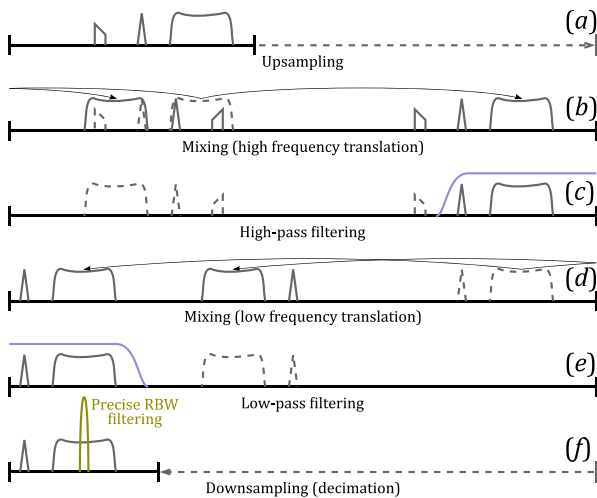 (a)
Upsampling
(b)
Mixing (high frequency translation)
(c)
High-pass filtering
(d)
Mixing (low frequency translation)
(e)
Low-pass filtering
Precise RBW
filtering
(f)
Downsampling (decimation)